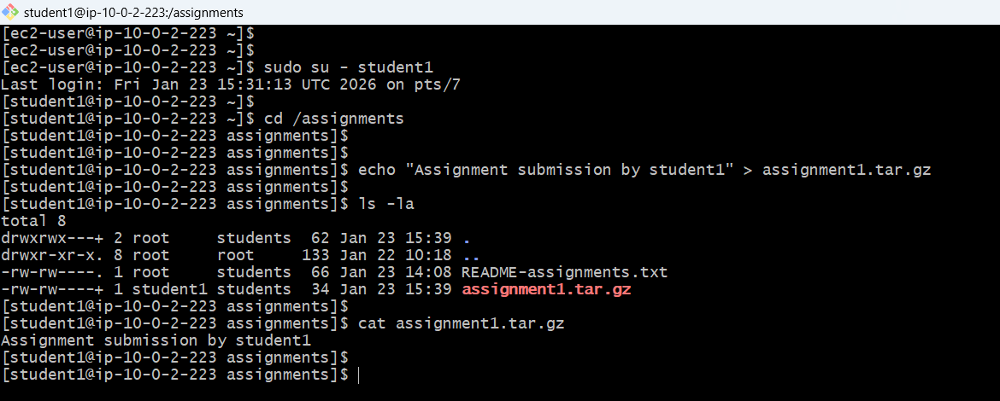 student1@ip-10-0-2-223:/assignments
[ec2-user@ip-10-0-2-223 ~]$
[ec2-user@ip-10-0-2-223 ~]$
[ec2-user@ip-10-0-2-223 ~]$ sudo su - student1
Last login: Fri Jan 23 15:31:13 UTC 2026 on pts/7
[student1@ip-10-0-2-223 ~]$
[student1@ip-10-0-2-223 ~]$ cd /assignments
[student1@ip-10-0-2-223 assignments]$
[student1@ip-10-0-2-223 assignments]$
[student1@ip-10-0-2-223 assignments]$ echo "Assignment submission by student1" > assignment1.tar.gz
[student1@ip-10-0-2-223 assignments]$
[student1@ip-10-0-2-223 assignments]$ ls -la
total 8
drwxrwx---+ 2 root     students  62 Jan 23 15:39 .
drwxr-xr-x. 8 root     root     133 Jan 22 10:18 ..
-rw-rw----. 1 root     students  66 Jan 23 14:08 README-assignments.txt
-rw-rw----+ 1 student1 students  34 Jan 23 15:39 assignment1.tar.gz
[student1@ip-10-0-2-223 assignments]$
[student1@ip-10-0-2-223 assignments]$ cat assignment1.tar.gz
Assignment submission by student1
[student1@ip-10-0-2-223 assignments]$
[student1@ip-10-0-2-223 assignments]$